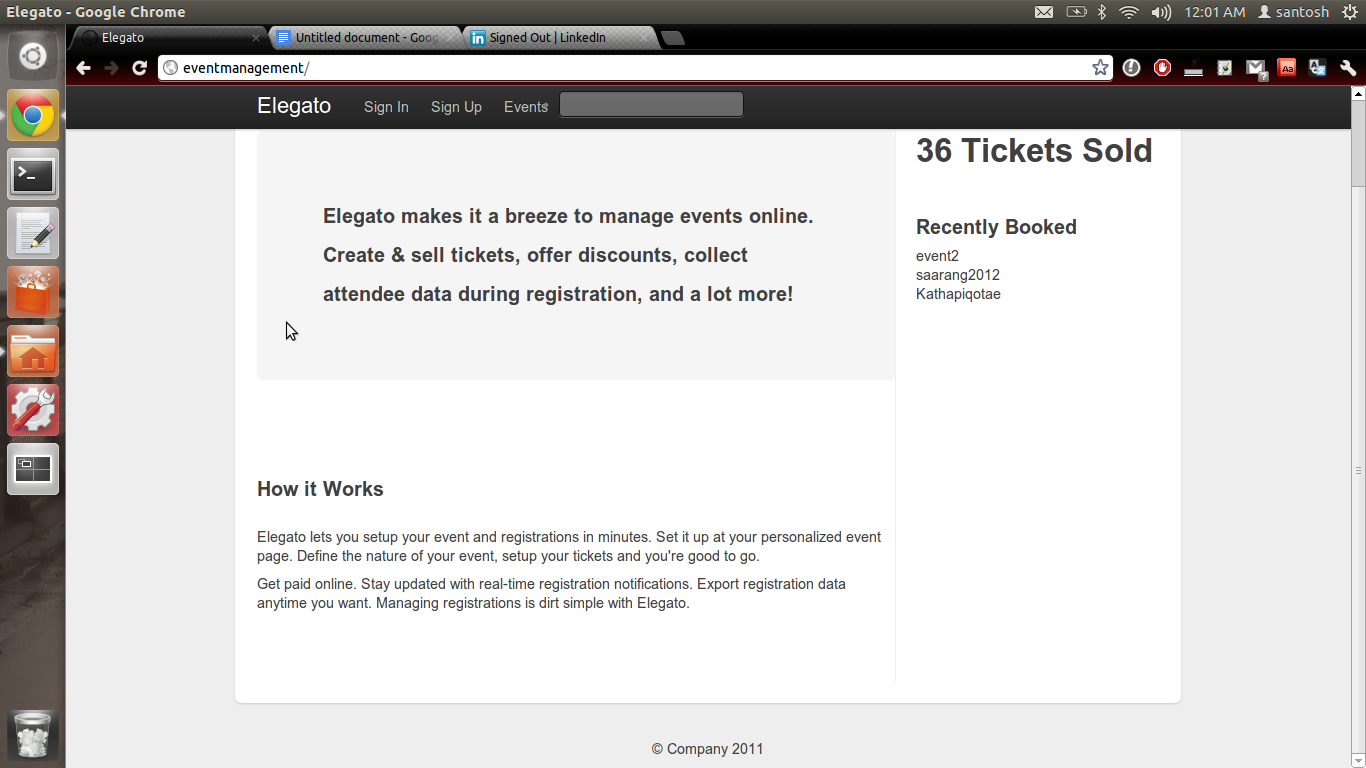 Elegato - Google Chrome
12:01 AM santosh
Elegato
Untitled document - Goog
Signed Out | LinkedIn
eventmanagement/
Aa
Elegato Sign In Sign Up Events
36 Tickets Sold
Elegato makes it a breeze to manage events online.
Create & sell tickets, offer discounts, collect
attendee data during registration, and a lot more!
Recently Booked
event2
saarang2012
Kathapiqotae
How it Works
Elegato lets you setup your event and registrations in minutes. Set it up at your personalized event
page. Define the nature of your event, setup your tickets and you're good to go.
Get paid online. Stay updated with real-time registration notifications. Export registration data
anytime you want. Managing registrations is dirt simple with Elegato.
© Company 2011